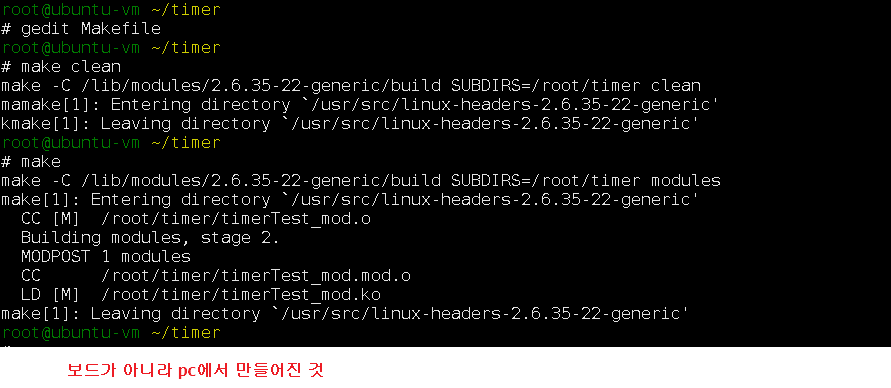 root@ubuntu-vm ~/timer
# gedit Makefile
root@ubuntu-vm ~/timer
# make clean
make -C /lib/modules/2.6.35-22-generic/build SUBDIRS=/root/timer clean
mamake[1]: Entering directory `/usr/src/linux-headers-2.6.35-22-generic'
kmake[1]: Leaving directory `/usr/src/linux-headers-2.6.35-22-generic'
root@ubuntu-vm ~/timer
# make
make -C /lib/modules/2.6.35-22-generic/build SUBDIRS=/root/timer modules
make[1]: Entering directory `/usr/src/linux-headers-2.6.35-22-generic'
  CC [M]  /root/timer/timerTest_mod.o
  Building modules, stage 2.
  MODPOST 1 modules
  CC      /root/timer/timerTest_mod.mod.o
  LD [M]  /root/timer/timerTest_mod.ko
make[1]: Leaving directory `/usr/src/linux-headers-2.6.35-22-generic'
root@ubuntu-vm ~/timer
보드가 아니라 pc에서 만들어진 것